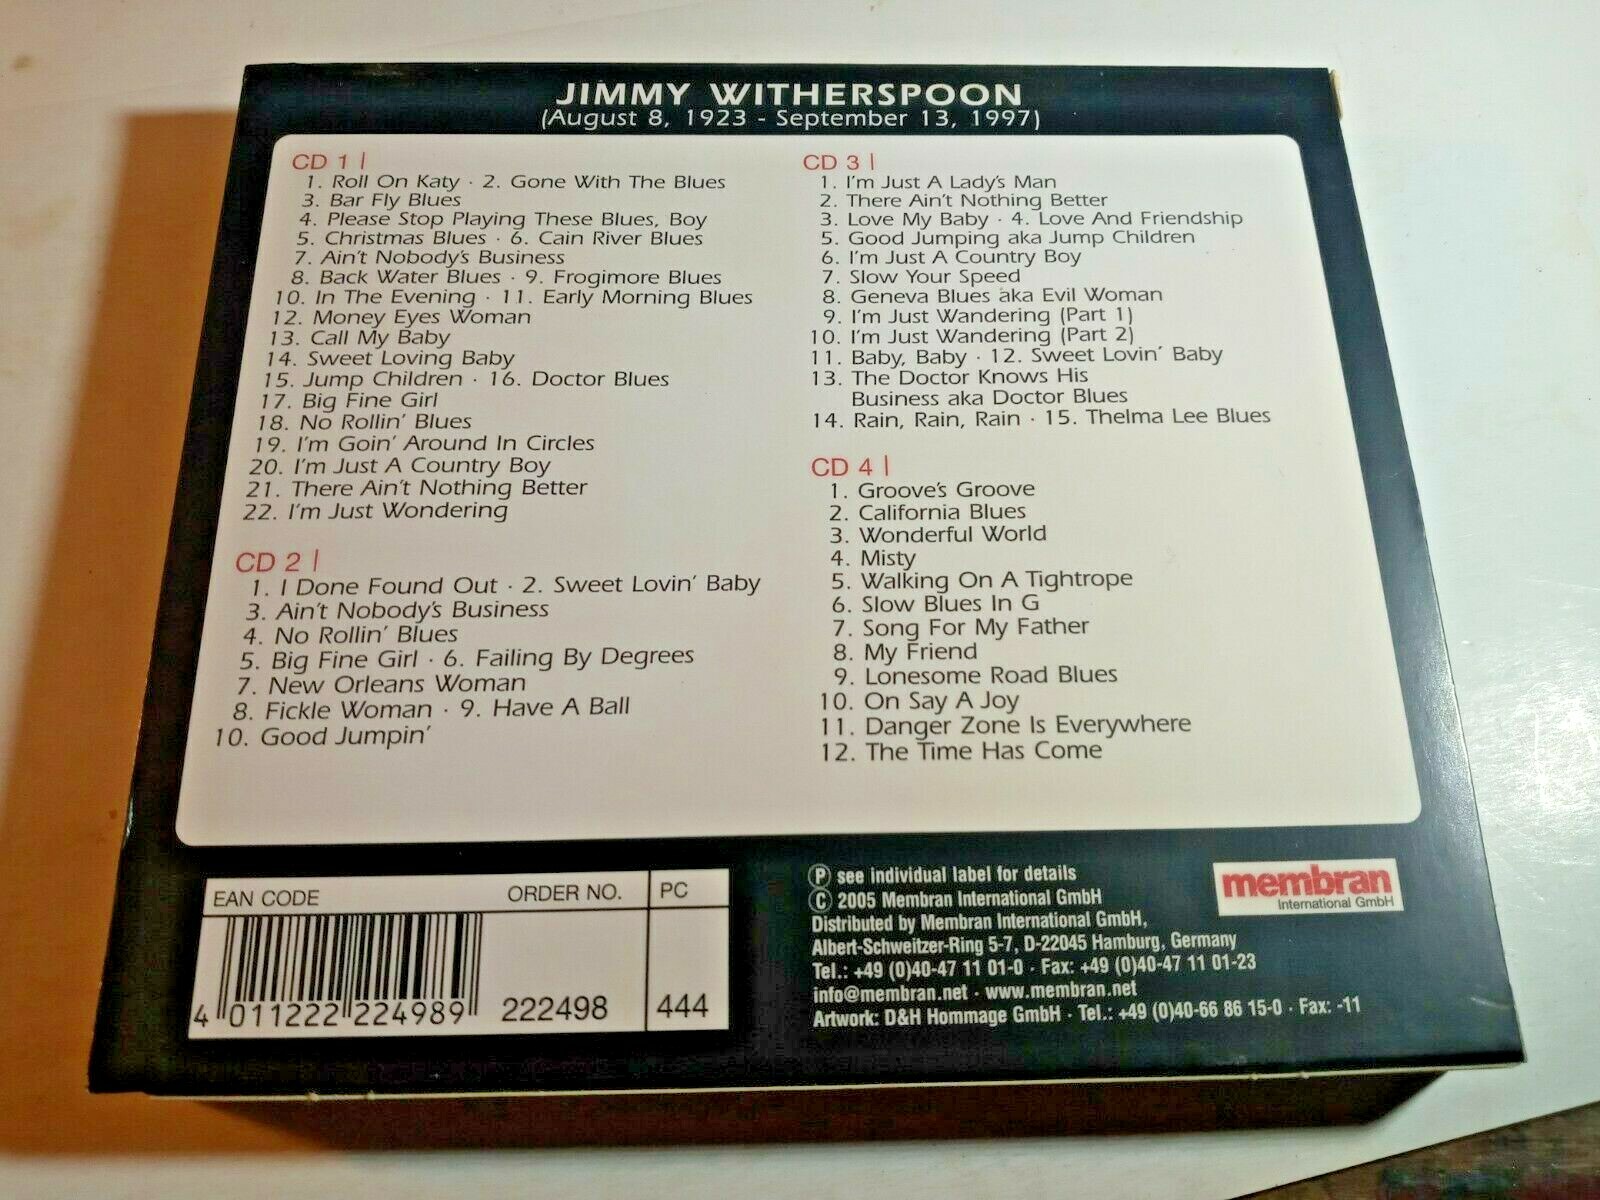 JIMMY WITHERSPOON
(August 8, 1923 - September 13, 1997)
CD 1 |
1. Roll On Katy · 2. Gone With The Blues
3. Bar Fly Blues
4. Please Stop Playing These Blues, Boy
5. Christmas Blues · 6. Cain River Blues
7. Ain't Nobody's Business
8. Back Water Blues · 9. Frogimore Blues
10. In The Evening · 11. Early Morning Blues
12. Money Eyes Woman
13. Call My Baby
14. Sweet Loving Baby
15. Jump Children · 16. Doctor Blues
17. Big Fine Girl
18. No Rollin' Blues
19. I'm Goin' Around In Circles
20. I'm Just A Country Boy
21. There Ain't Nothing Better
22. I'm Just Wondering
CD 2 |
1. I Done Found Out · 2. Sweet Lovin' Baby
3. Ain't Nobody's Business
4. No Rollin' Blues
5. Big Fine Girl · 6. Failing By Degrees
7. New Orleans Woman
8. Fickle Woman · 9. Have A Ball
10. Good Jumpin'
CD 3 |
1. I'm Just A Lady's Man
2. There Ain't Nothing Better
3. Love My Baby · 4. Love And Friendship
5. Good Jumping aka Jump Children
6. I'm Just A Country Boy
7. Slow Your Speed
8. Geneva Blues aka Evil Woman
9. I'm Just Wandering (Part 1)
10. I'm Just Wandering (Part 2)
11. Baby, Baby · 12. Sweet Lovin' Baby
13. The Doctor Knows His
Business aka Doctor Blues
14. Rain, Rain, Rain · 15. Thelma Lee Blues
CD 4 |
1. Groove's Groove
2. California Blues
3. Wonderful World
4. Misty
5. Walking On A Tightrope
6. Slow Blues In G
7. Song For My Father
8. My Friend
9. Lonesome Road Blues
10. On Say A Joy
11. Danger Zone Is Everywhere
12. The Time Has Come
EAN CODE ORDER NO. PC
4 011222 224989 222498 444
Ⓟ see individual label for details
Ⓒ 2005 Membran International GmbH
Distributed by Membran International GmbH,
Albert-Schweitzer-Ring 5-7, D-22045 Hamburg, Germany
Tel.: +49 (0)40-47 11 01-0 · Fax: +49 (0)40-47 11 01-23
info@membran.net · www.membran.net
Artwork: D&H Hommage GmbH · Tel.: +49 (0)40-66 86 15-0 · Fax: -11
membran
International GmbH